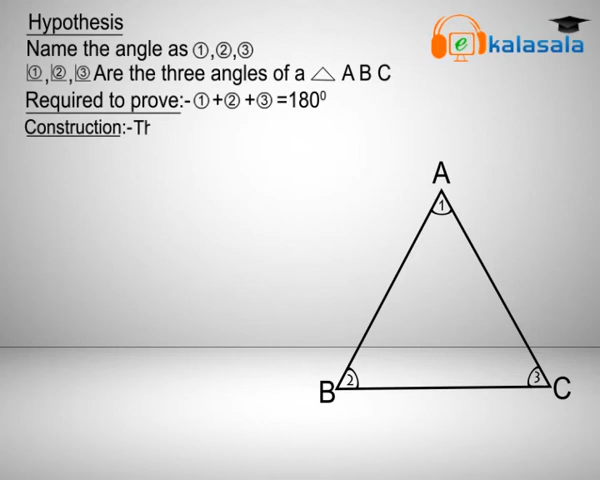 Hypothesis
e kalasala
Name the angle as ①,②,③
①,②,③ Are the three angles of a △ A B C
Required to prove:-①+②+③=180⁰
Construction:-Th
A
1
B
2
3
C